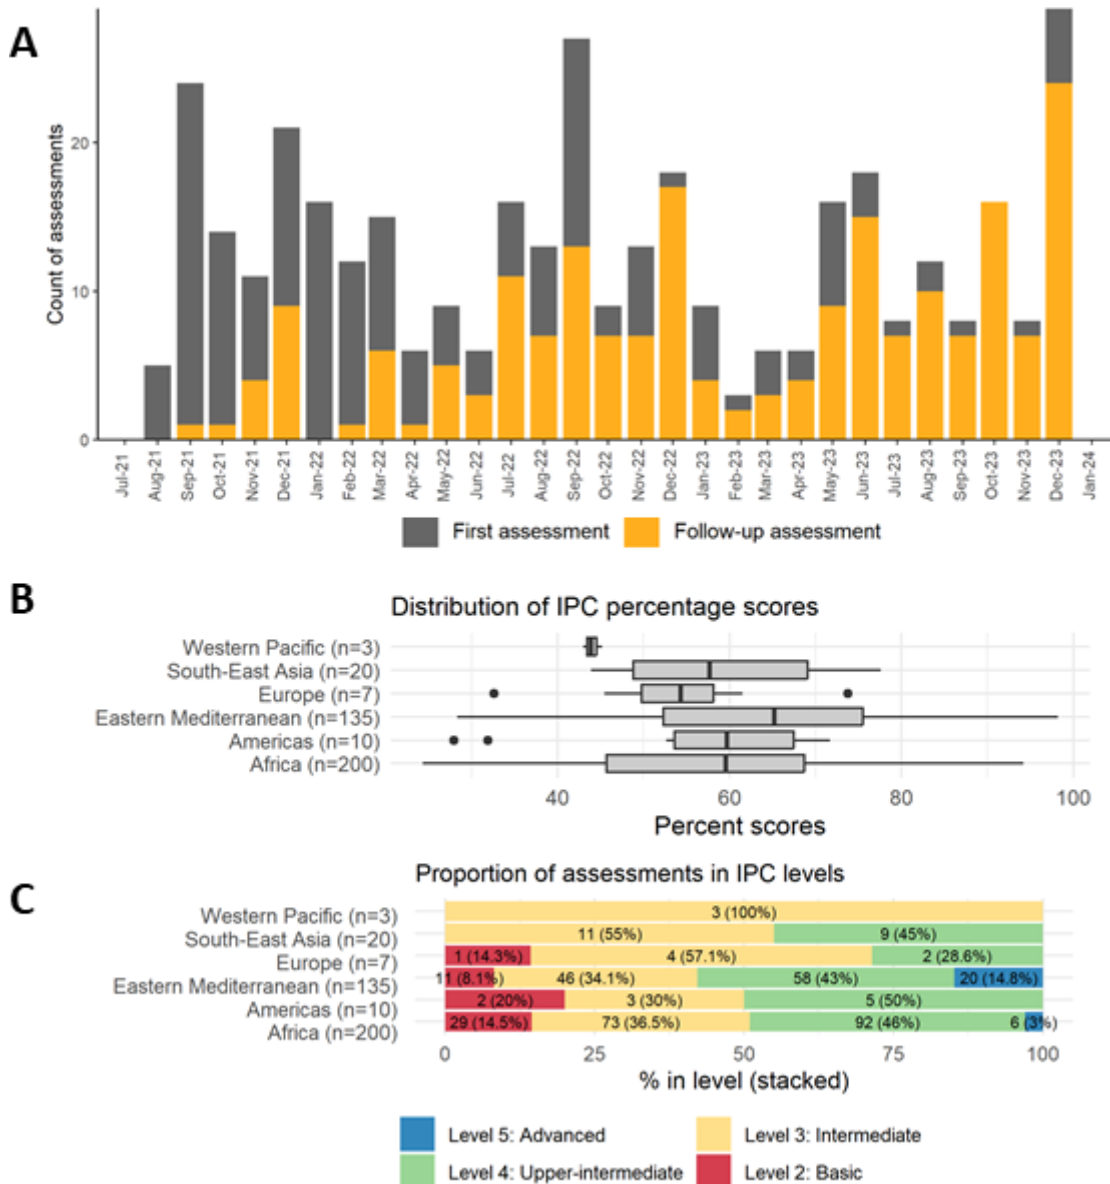 A
Count of assessments
20
10
0
Jul-21
Aug-21
Sep-21
Oct-21
Nov-21
Dec-21
Jan-22
Feb-22
Mar-22
Apr-22
May-22
Jun-22
Jul-22
Aug-22
Sep-22
Oct-22
Nov-22
Dec-22
Jan-23
Feb-23
Mar-23
Apr-23
May-23
Jun-23
Jul-23
Aug-23
Sep-23
Oct-23
Nov-23
Dec-23
Jan-24
First assessment
Follow-up assessment
B
Distribution of IPC percentage scores
Western Pacific (n=3)
South-East Asia (n=20)
Europe (n=7)
Eastern Mediterranean (n=135)
Americas (n=10)
Africa (n=200)
40 60 80 100
Percent scores
C
Proportion of assessments in IPC levels
Western Pacific (n=3) 3 (100%)
South-East Asia (n=20) 11 (55%) 9 (45%)
Europe (n=7) 1 (14.3%) 4 (57.1%) 2 (28.6%)
Eastern Mediterranean (n=135) 11 (8.1%) 46 (34.1%) 58 (43%) 20 (14.8%)
Americas (n=10) 2 (20%) 3 (30%) 5 (50%)
Africa (n=200) 29 (14.5%) 73 (36.5%) 92 (46%) 6 (3%)
0 25 50 75 100
% in level (stacked)
Level 5: Advanced
Level 3: Intermediate
Level 4: Upper-intermediate
Level 2: Basic